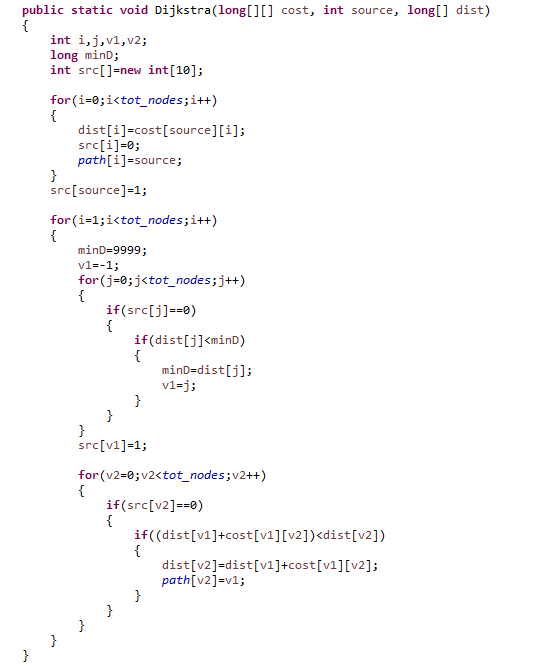 public static void Dijkstra(long[][] cost, int source, long[] dist)
{
int i,j,v1,v2;
long minD;
int src[]=new int[10];
for(i=0;i<tot_nodes;i++)
{
dist[i]=cost[source][i];
src[i]=0;
path[i]=source;
}
src[source]=1;
for(i=1;i<tot_nodes;i++)
{
minD=9999;
v1=-1;
for(j=0;j<tot_nodes;j++)
{
if(src[j]==0)
{
if(dist[j]<minD)
{
minD=dist[j];
v1=j;
}
}
}
src[v1]=1;
for(v2=0;v2<tot_nodes;v2++)
{
if(src[v2]==0)
{
if((dist[v1]+cost[v1][v2])<dist[v2])
{
dist[v2]=dist[v1]+cost[v1][v2];
path[v2]=v1;
}
}
}
}
}